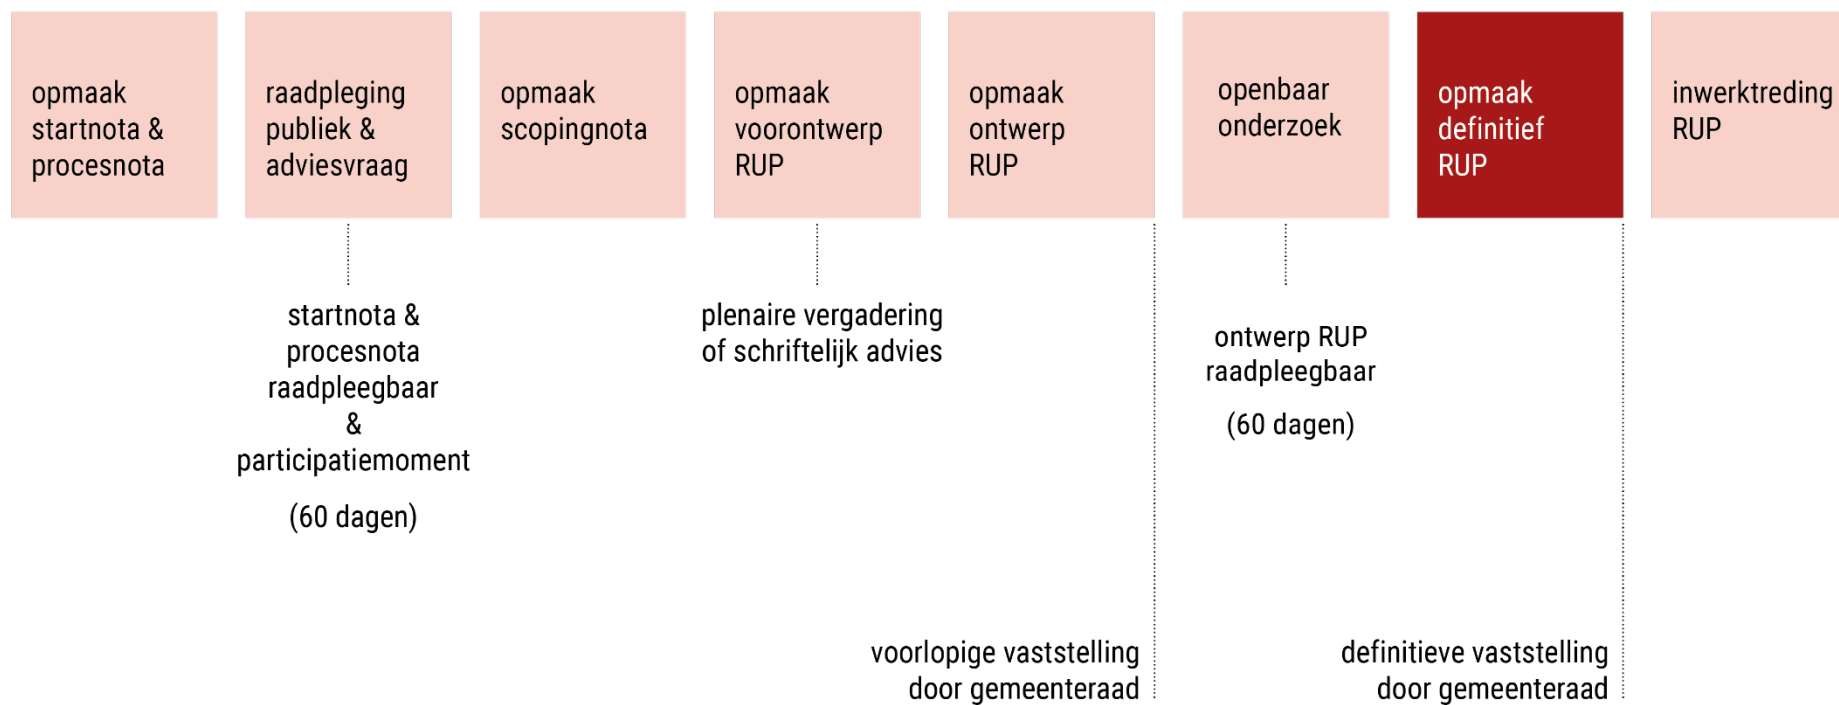 opmaak
startnota &
procesnota
raadpleging
publiek &
adviesvraag
opmaak
scopingnota
opmaak
voorontwerp
RUP
opmaak
ontwerp
RUP
openbaar
onderzoek
opmaak
definitief
RUP
inwerktreding
RUP
startnota &
procesnota
raadpleegbaar
&
participatiemoment
(60 dagen)
plenaire vergadering
of schriftelijk advies
ontwerp RUP
raadpleegbaar
(60 dagen)
voorlopige vaststelling
door gemeenteraad
definitieve vaststelling
door gemeenteraad